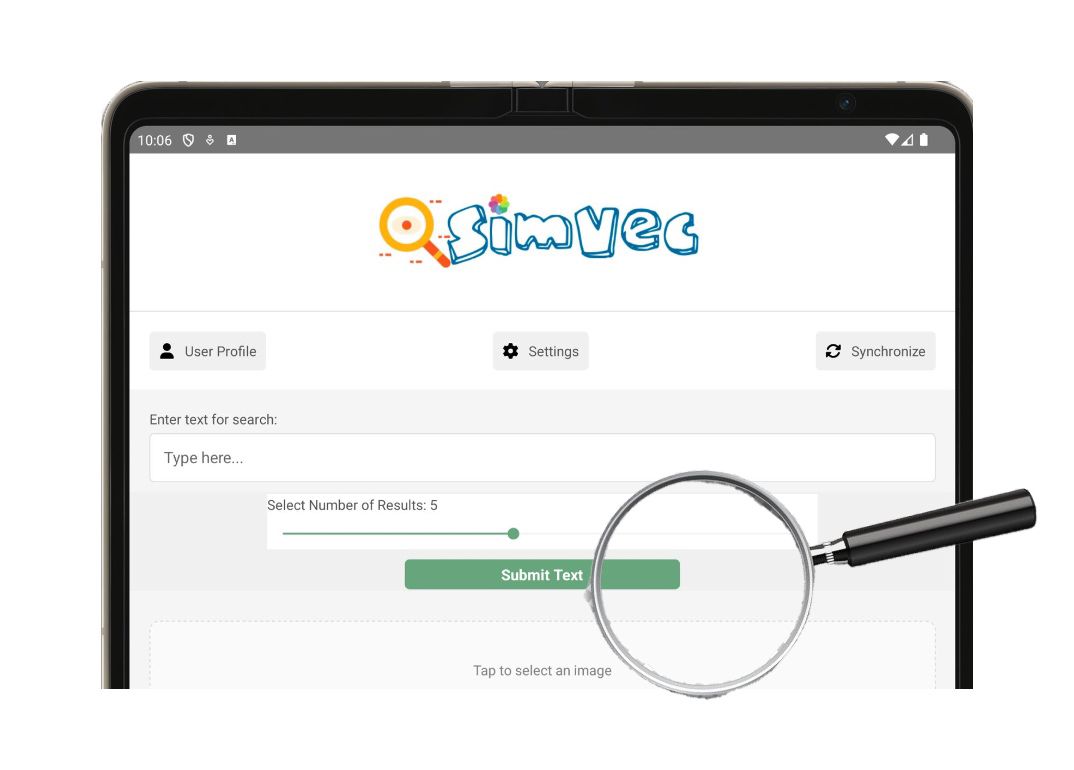 10:06
SimVec
User Profile
Settings
Synchronize
Enter text for search:
Type here...
Select Number of Results: 5
Submit Text
Tap to select an image